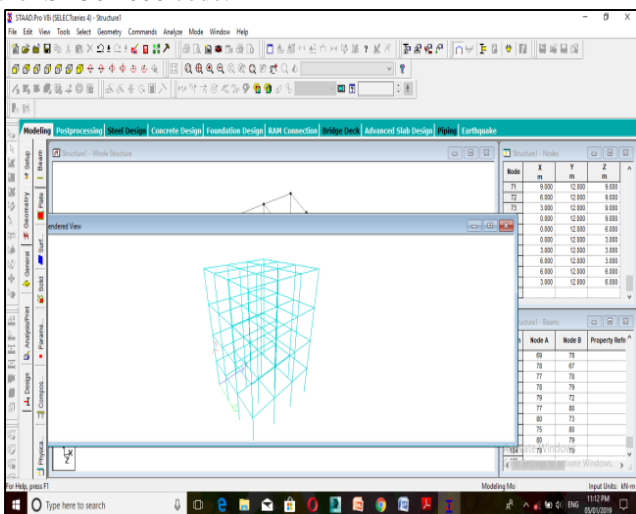 STAAD.Pro V8i (SELECTseries 4) - Structure1
File Edit View Tools Select Geometry Commands Analyze Mode Window Help
Modeling Postprocessing Steel Design Concrete Design Foundation Design RAM Connection Bridge Deck Advanced Slab Design Piping Earthquake
Structure1 - Whole Structure
Setup
Geometry
General
Analysis/Print
Design
Beam
Plate
Surf...
Solid
Parame...
Compos...
Physica...
endered View
Node X m Y m Z m
71 9.000 12.000 9.000
72 6.000 12.000 9.000
73 3.000 12.000 9.000
0.000 12.000 9.000
0.000 12.000 6.000
0.000 12.000 3.000
3.000 12.000 3.000
6.000 12.000 3.000
6.000 12.000 6.000
3.000 12.000 6.000
Node A Node B Property Refn
69 78
78 67
77 78
78 79
79 72
77 80
80 73
75 80
80 79
Z
For Help, press F1
Modeling Mo
Input Units: kN-m
Type here to search
ENG
11:12 PM
05/01/2019